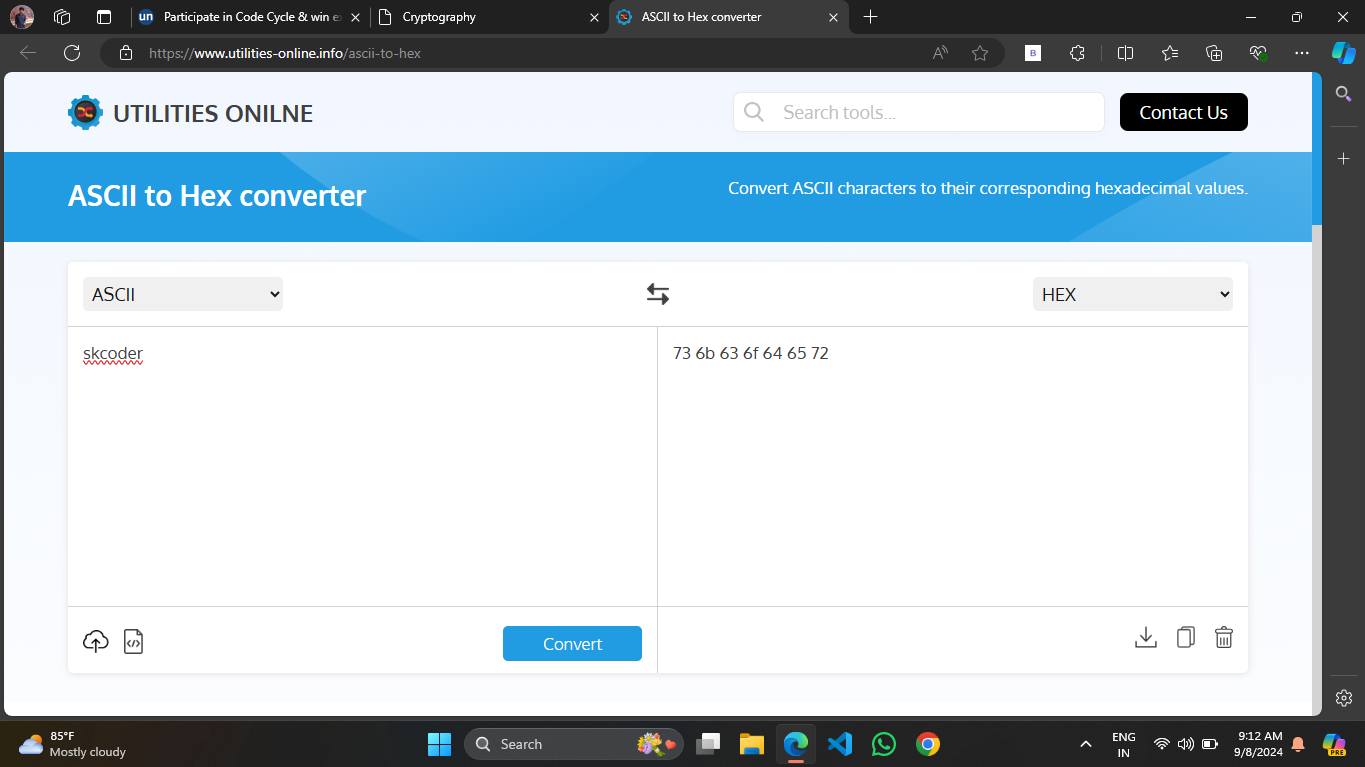 Participate in Code Cycle & win e
Cryptography
ASCII to Hex converter
https://www.utilities-online.info/ascii-to-hex
UTILITIES ONILNE
Search tools...
Contact Us
ASCII to Hex converter
Convert ASCII characters to their corresponding hexadecimal values.
ASCII
HEX
skcoder
73 6b 63 6f 64 65 72
Convert
85°F
Mostly cloudy
Search
ENG
IN
9:12 AM
9/8/2024
PRE